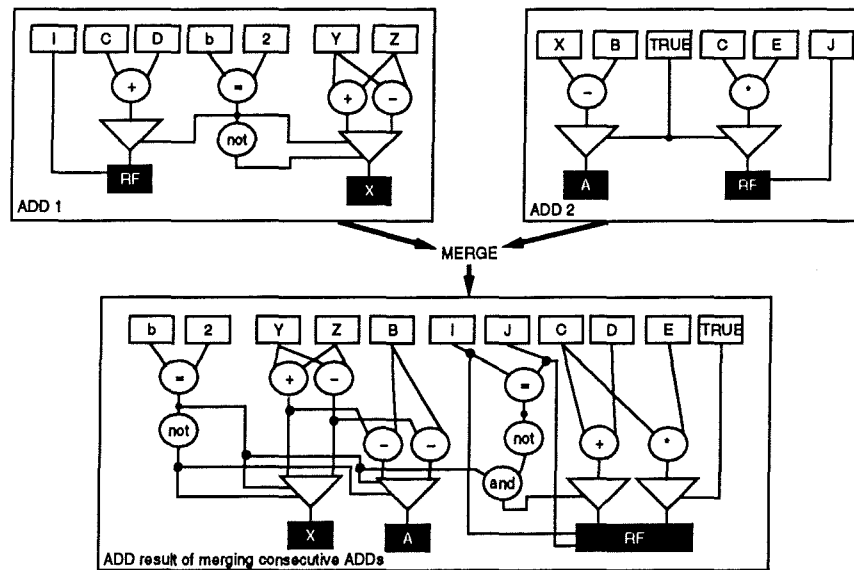 I C D b 2 Y Z
+ = + -
not
RF X
ADD 1
X B TRUE C E J
- *
A RF
ADD 2
MERGE
b 2 Y Z B I J C D E TRUE
= + - =
not - - not + *
and
X A RF
ADD result of merging consecutive ADDs